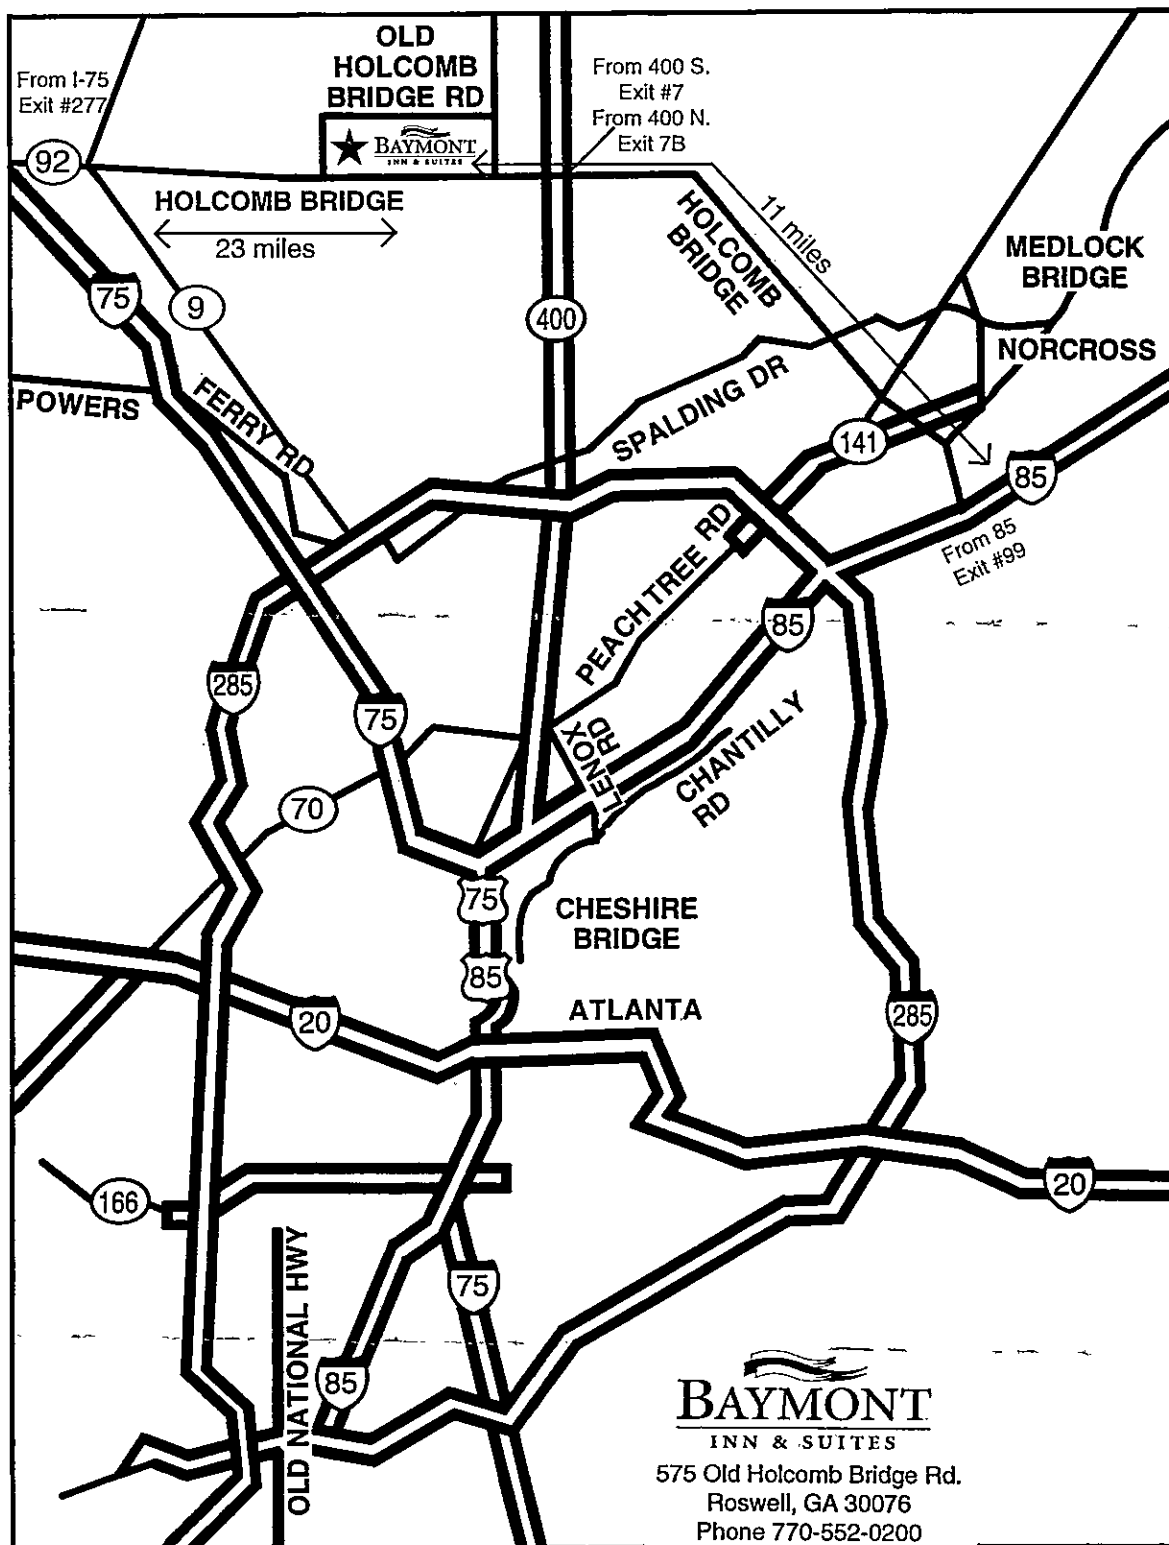 OLD
HOLCOMB
BRIDGE RD
From I-75
Exit #277
From 400 S.
Exit #7
From 400 N.
Exit 7B
BAYMONT
INN & SUITES
92
HOLCOMB BRIDGE
23 miles
HOLCOMB
BRIDGE
11 miles
MEDLOCK
BRIDGE
75
9
400
NORCROSS
POWERS
FERRY RD
SPALDING DR
141
85
From 85
Exit #99
PEACHTREE RD
85
285
75
LENOX
RD
CHANTILLY
RD
70
75
CHESHIRE
BRIDGE
85
ATLANTA
20
285
166
20
OLD NATIONAL HWY
75
85
BAYMONT
INN & SUITES
575 Old Holcomb Bridge Rd.
Roswell, GA 30076
Phone 770-552-0200